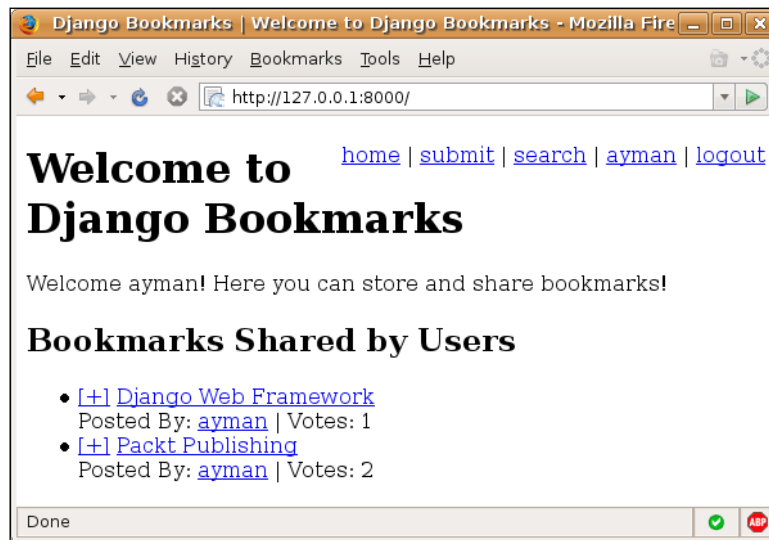 Django Bookmarks | Welcome to Django Bookmarks - Mozilla Fire
File Edit View History Bookmarks Tools Help
http://127.0.0.1:8000/
home | submit | search | ayman | logout
Welcome to
Django Bookmarks
Welcome ayman! Here you can store and share bookmarks!
Bookmarks Shared by Users
• [+] Django Web Framework
Posted By: ayman | Votes: 1
• [+] Packt Publishing
Posted By: ayman | Votes: 2
Done
ABP